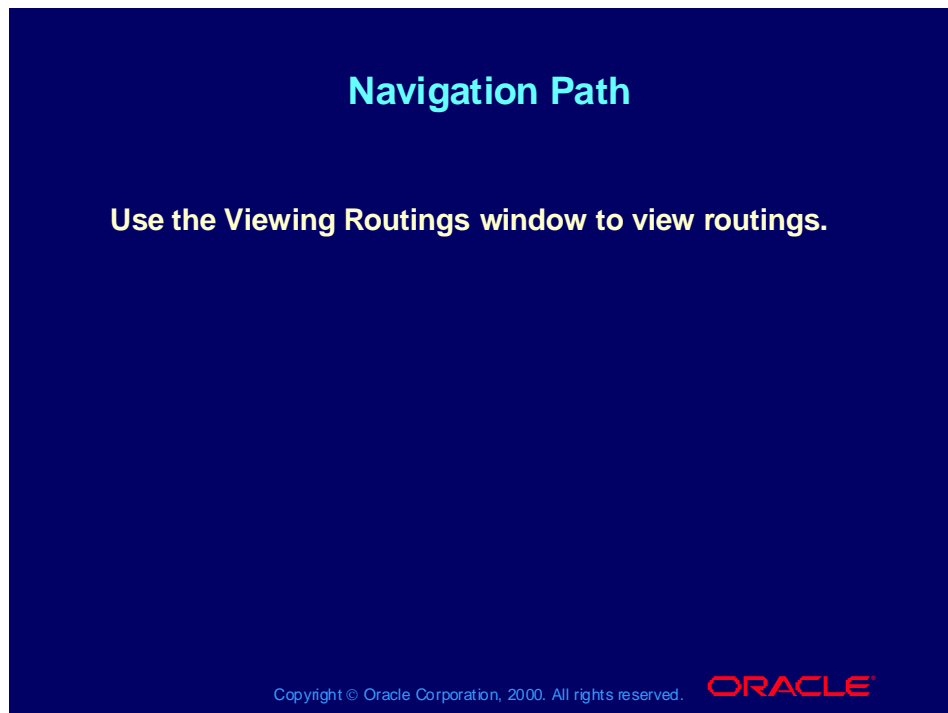 Navigation Path
Use the Viewing Routings window to view routings.
Copyright © Oracle Corporation, 2000. All rights reserved.
ORACLE®